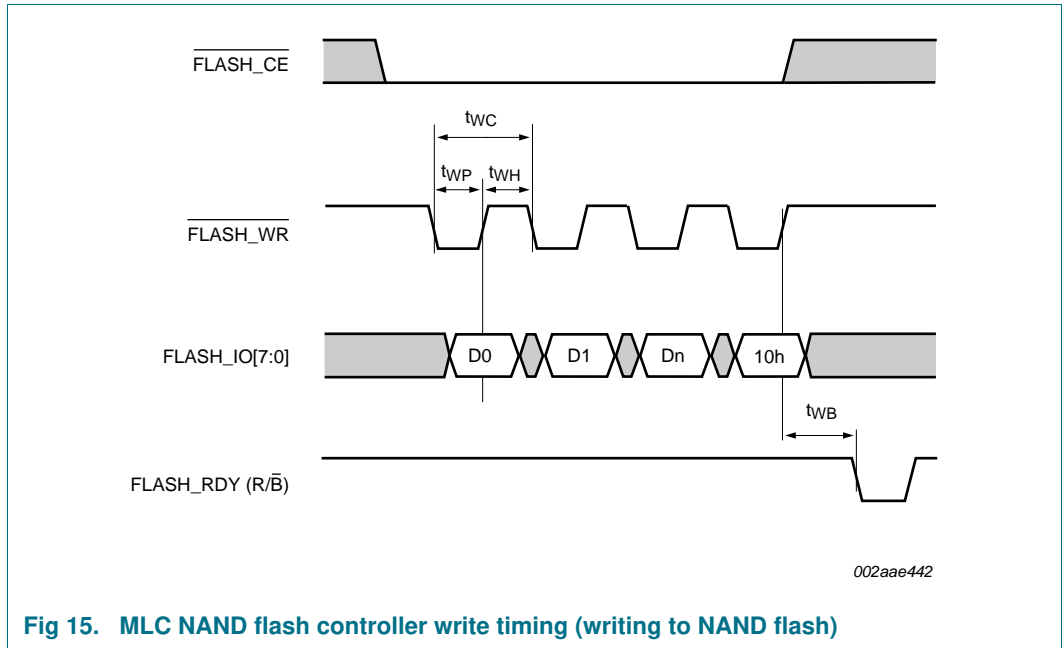 FLASH_CE
tWC
tWP tWH
FLASH_WR
FLASH_IO[7:0] D0 D1 Dn 10h
tWB
FLASH_RDY (R/B̅)
002aae442
Fig 15. MLC NAND flash controller write timing (writing to NAND flash)